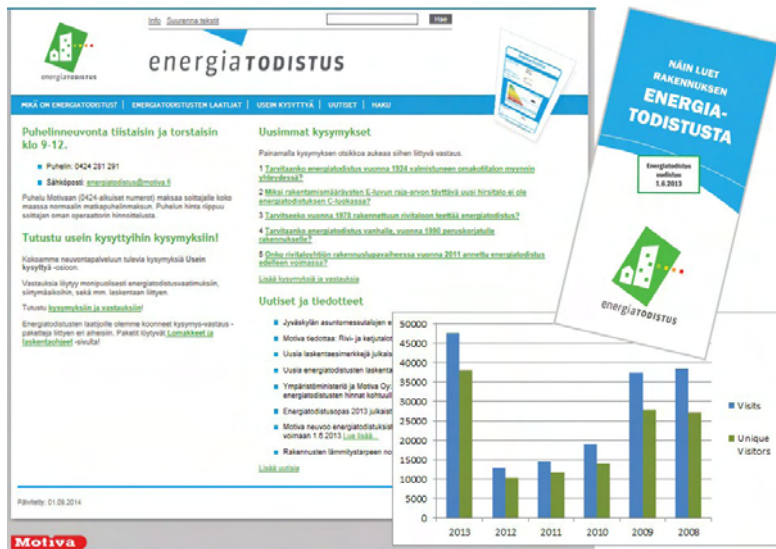 Info Suurenna tekstit
Hae
energiaTODISTUS
energiaTODISTUS
MIKÄ ON ENERGIATODISTUS? | ENERGIATODISTUSTEN LAATIJAT | USEIN KYSYTTYÄ | UUTISET | HAKU
Puhelinneuvonta tiistaisin ja torstaisin
klo 9-12.
Puhelin: 0424 281 291
Sähköposti: energiatodistus@motiva.fi
Puhelu Motivaan (0424-alkuiset numerot) maksaa soittajalle koko
maassa normaalin matkapuhelinmaksun. Puhelun hinta riippuu
soittajan oman operaattorin hinnoittelusta.
Tutustu usein kysyttyihin kysymyksiin!
Kokoamme neuvontapalveluun tulevia kysymyksiä Usein
kysyttyä -osioon.
Vastauksia löytyy monipuolisesti energiatodistusvaatimuksiin,
siirtymäaikoihin, sekä mm. laskentaan liittyen.
Tutustu kysymyksiin ja vastauksiin!
Energiatodistusten laatijoille olemme koonneet kysymys-vastaus -
paketteja liittyen eri aiheisiin. Paketit löytyvät Lomakkeet ja
laskentaohjeet -sivulta!
Päivitetty: 01.08.2014
Motiva
Uusimmat kysymykset
Painamalla kysymyksen otsikkoa aukeaa siihen liittyvä vastaus.
1 Tarvitaanko energiatodistus vuonna 1924 valmistuneen omakotitalon myynnin
yhteydessä?
2 Miksi rakentamismääräysten E-luvun raja-arvon täyttävä uusi hirsitalo ei ole
energiatodistuksen C-luokassa?
3 Tarvitseeko vuonna 1978 rakennettuun rivitaloon teettää energiatodistus?
4 Tarvitaanko energiatodistus vanhalle, vuonna 1990 peruskorjatulle
rakennukselle?
5 Onko rivitaloyhtiön rakennuslupavaiheessa vuonna 2011 annettu energiatodistus
edelleen voimassa?
Lisää kysymyksiä ja vastauksia
Uutiset ja tiedotteet
Jyväskylän asuntomessutalojen e
Motiva tiedottaa: Rivi- ja ketjutalot
Uusia laskentaesimerkkejä julkais
Uusia energiatodistusten laskenta
Ympäristöministeriö ja Motiva Oy:
energiatodistusten hinnat kohtuull
Energiatodistusopas 2013 julkaist
Motiva neuvoo energiatodistuksist
voimaan 1.6.2013 Lue lisää...
Rakennusten lämmitystarpeen no
Lisää uutisia
NÄIN LUET
RAKENNUKSEN
ENERGIA-
TODISTUSTA
Energiatodistus
uudistus
1.6.2013
energiaTODISTUS
50000
45000
40000
35000
30000
25000
20000
15000
10000
5000
0
2013 2012 2011 2010 2009 2008
Visits
Unique
Visitors